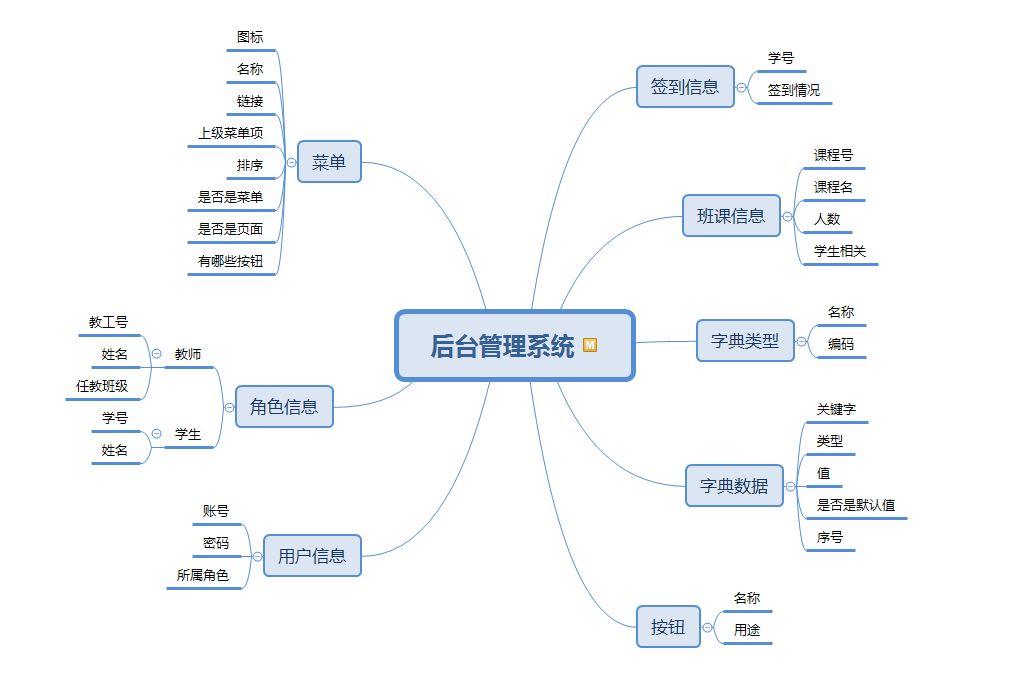 后台管理系统
M
签到信息
学号
签到情况
班课信息
课程号
课程名
人数
学生相关
字典类型
名称
编码
字典数据
关键字
类型
值
是否是默认值
序号
按钮
名称
用途
菜单
图标
名称
链接
上级菜单项
排序
是否是菜单
是否是页面
有哪些按钮
角色信息
教师
教工号
姓名
任教班级
学生
学号
姓名
用户信息
账号
密码
所属角色